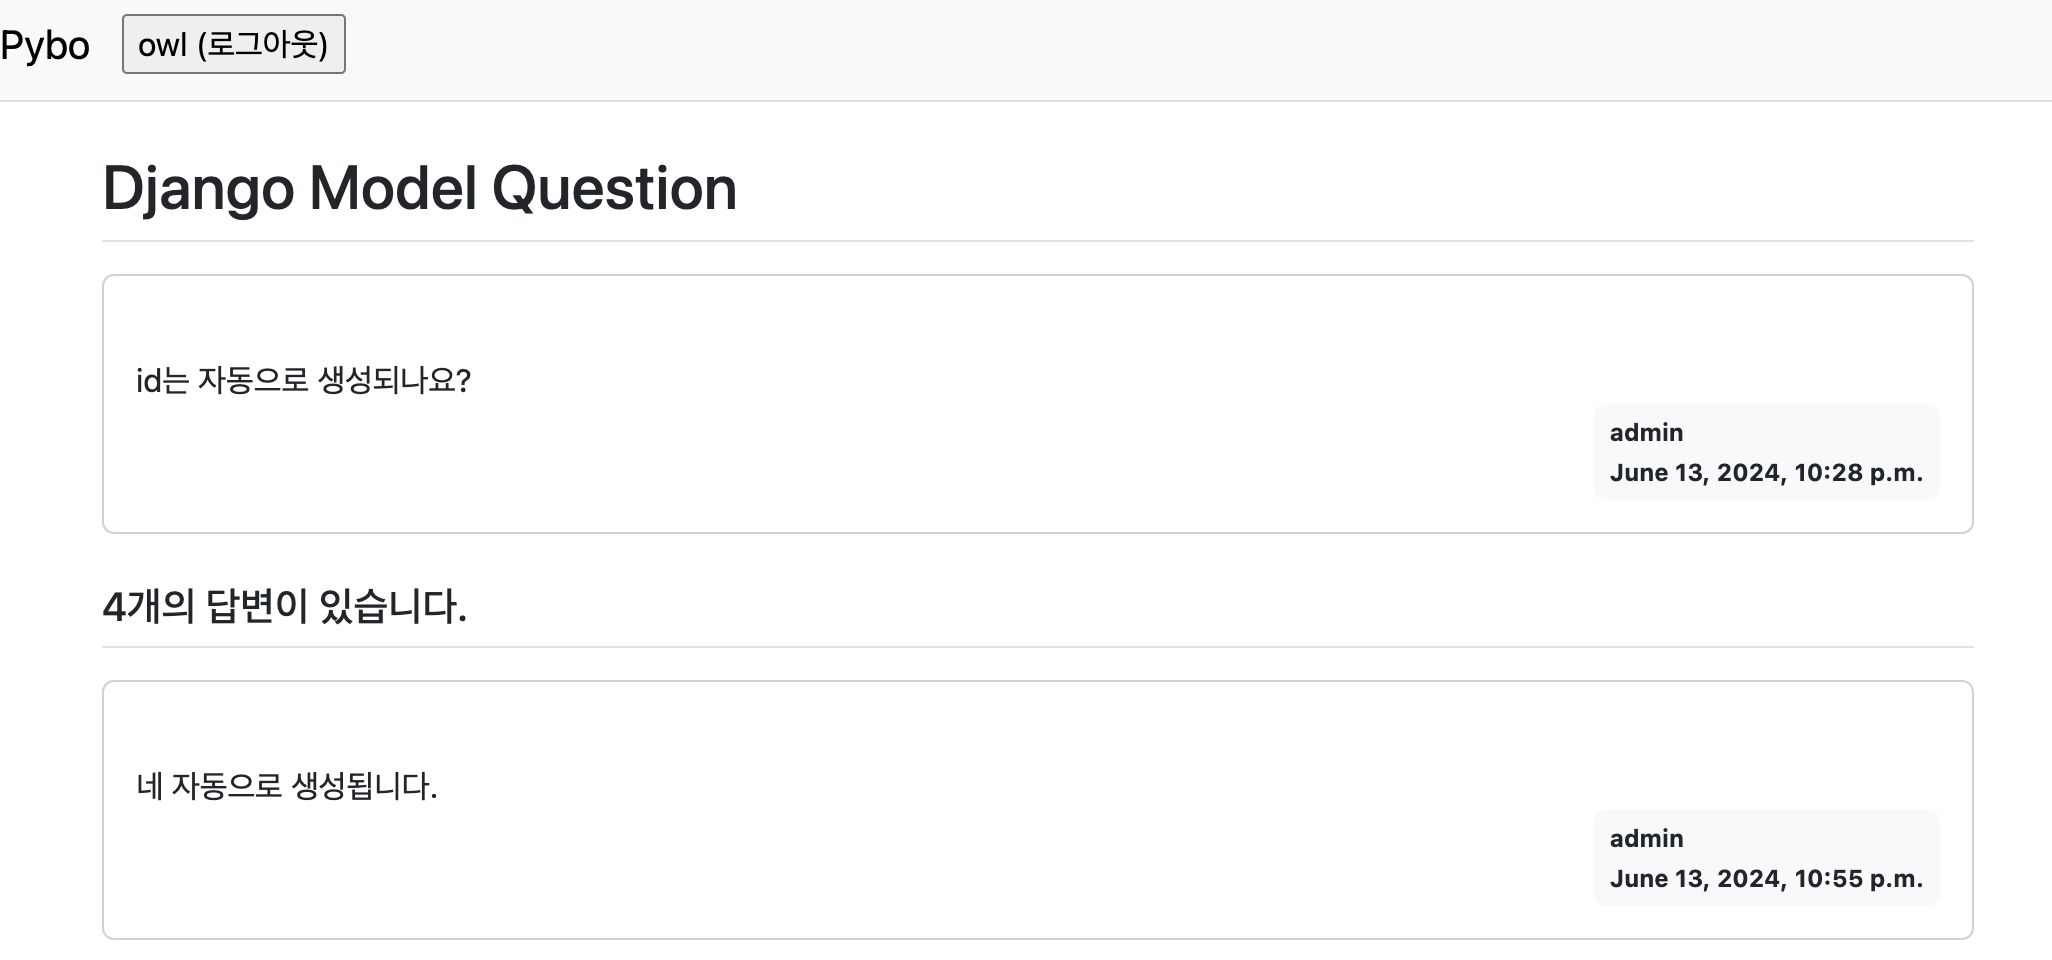 Pybo owl (로그아웃)
Django Model Question
id는 자동으로 생성되나요?
admin
June 13, 2024, 10:28 p.m.
4개의 답변이 있습니다.
네 자동으로 생성됩니다.
admin
June 13, 2024, 10:55 p.m.